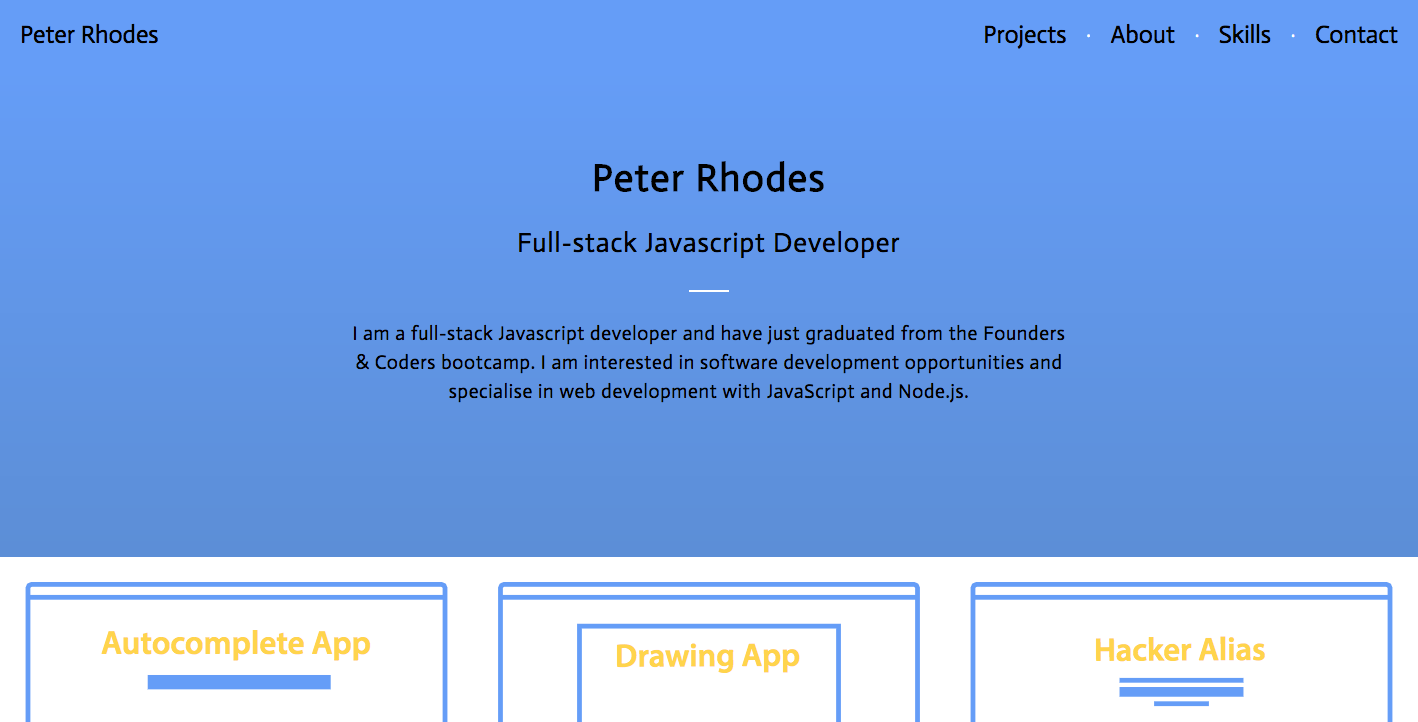 Peter Rhodes
Projects · About · Skills · Contact
Peter Rhodes
Full-stack Javascript Developer
I am a full-stack Javascript developer and have just graduated from the Founders
& Coders bootcamp. I am interested in software development opportunities and
specialise in web development with JavaScript and Node.js.
Autocomplete App
Drawing App
Hacker Alias